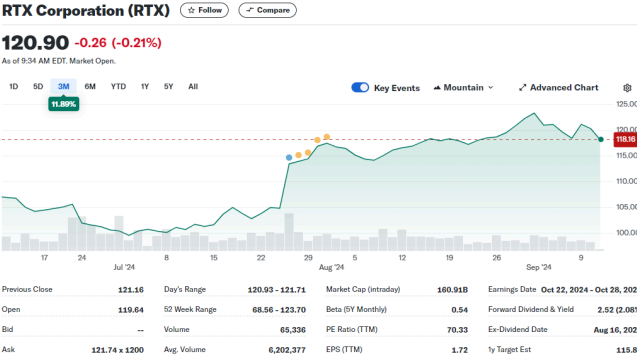 RTX Corporation (RTX) Follow Compare
120.90 -0.26 (-0.21%)
As of 9:34 AM EDT. Market Open.
1D 5D 3M 6M YTD 1Y 5Y All Key Events Mountain Advanced Chart
11.89%
125.00
120.00
118.16
115.00
110.00
105.00
100.00
17 24 8 15 22 29 5 12 19 26 9
Jul '24 Aug '24 Sep '24
Previous Close 121.16 Day's Range 120.93 - 121.71 Market Cap (intraday) 160.91B Earnings Date Oct 22, 2024 - Oct 28, 202
Open 119.64 52 Week Range 68.56 - 123.70 Beta (5Y Monthly) 0.54 Forward Dividend & Yield 2.52 (2.08
Bid -- Volume 65,336 PE Ratio (TTM) 70.33 Ex-Dividend Date Aug 16, 202
Ask 121.74 x 1200 Avg. Volume 6,202,377 EPS (TTM) 1.72 1y Target Est 115.8